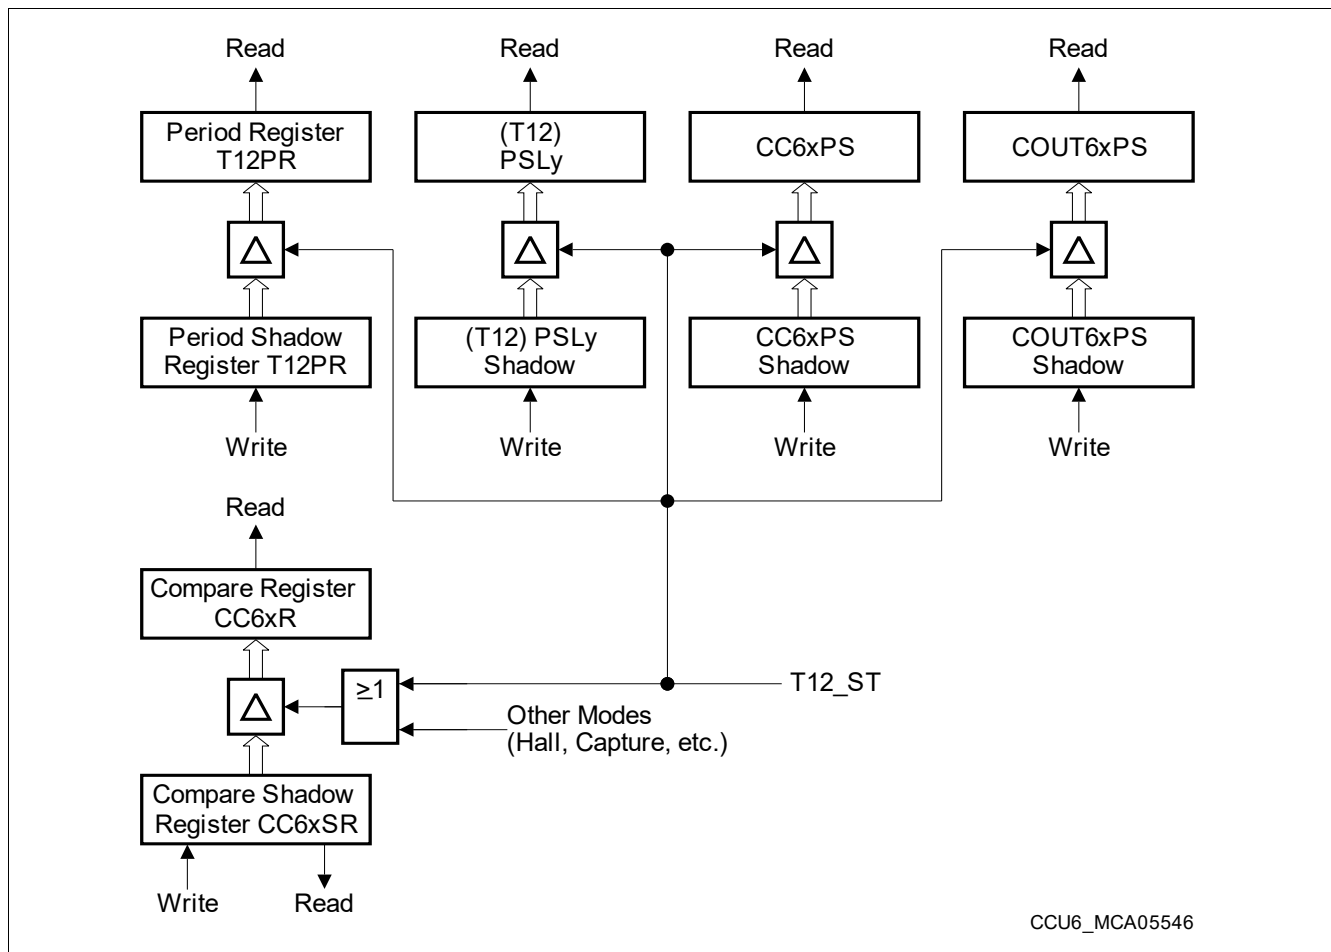 Read
Read
Read
Read
Period Register
T12PR
(T12)
PSLy
CC6xPS
COUT6xPS
Period Shadow
Register T12PR
(T12) PSLy
Shadow
CC6xPS
Shadow
COUT6xPS
Shadow
Write
Write
Write
Write
Read
Compare Register
CC6xR
≥1
T12_ST
Other Modes
(Hall, Capture, etc.)
Compare Shadow
Register CC6xSR
Write
Read
CCU6_MCA05546